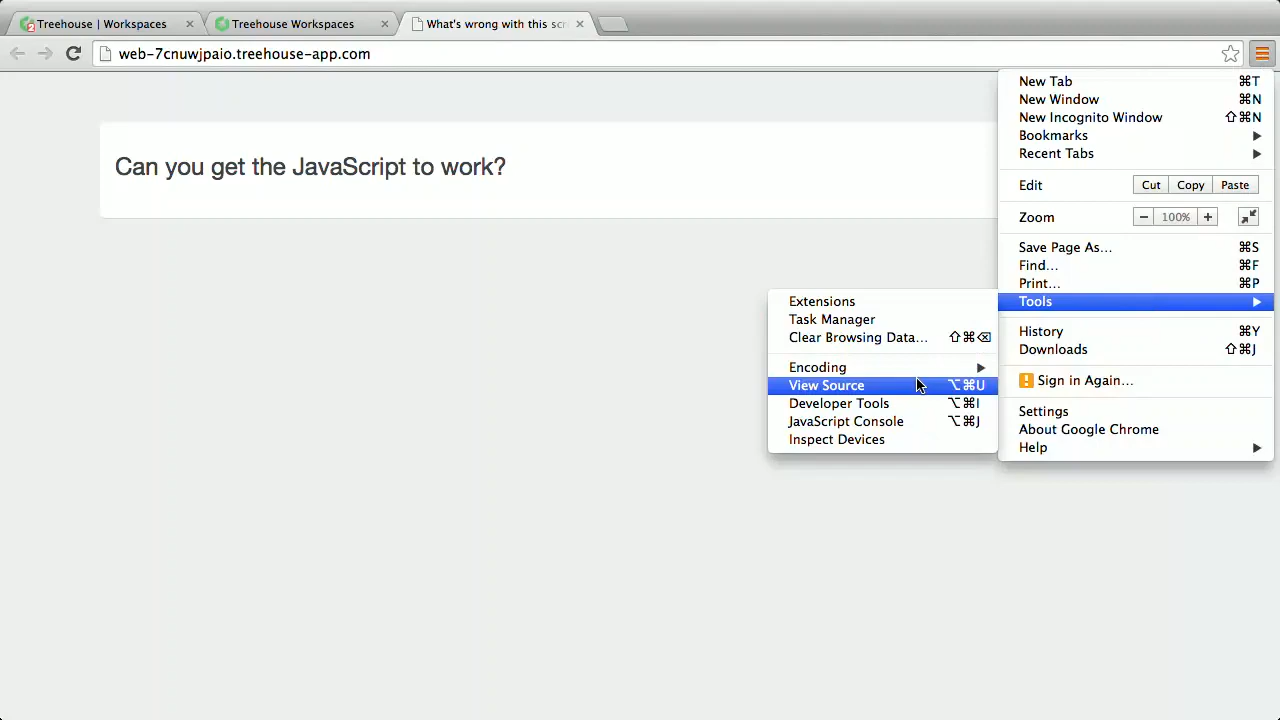 Treehouse | Workspaces
Treehouse Workspaces
What's wrong with this scr
web-7cnuwjpaio.treehouse-app.com
Can you get the JavaScript to work?
New Tab ⌘T
New Window ⌘N
New Incognito Window ⇧⌘N
Bookmarks
Recent Tabs
Edit Cut Copy Paste
Zoom − 100% +
Save Page As... ⌘S
Find... ⌘F
Print... ⌘P
Tools
History ⌘Y
Downloads ⇧⌘J
Sign in Again...
Settings
About Google Chrome
Help
Extensions
Task Manager
Clear Browsing Data... ⇧⌘⌫
Encoding
View Source ⌥⌘U
Developer Tools ⌥⌘I
JavaScript Console ⌥⌘J
Inspect Devices